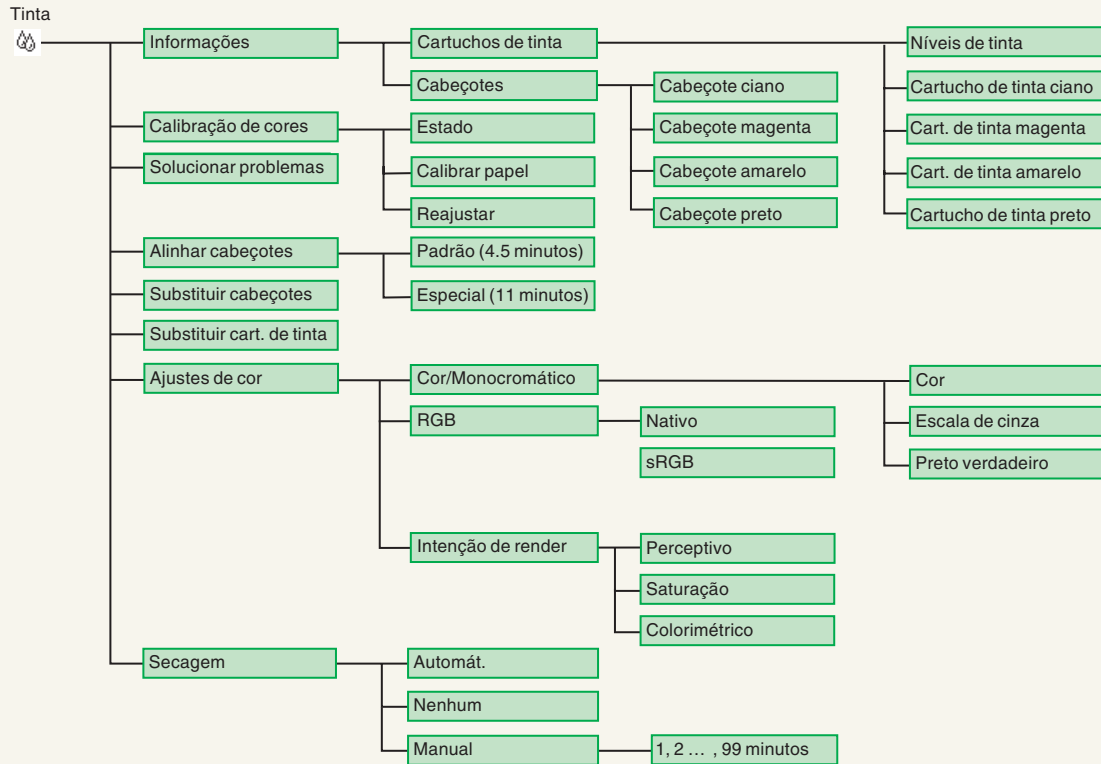 Tinta
Informações
Cartuchos de tinta
Níveis de tinta
Cabeçotes
Cabeçote ciano
Cartucho de tinta ciano
Calibração de cores
Estado
Cabeçote magenta
Cart. de tinta magenta
Solucionar problemas
Calibrar papel
Cabeçote amarelo
Cart. de tinta amarelo
Reajustar
Cabeçote preto
Cartucho de tinta preto
Alinhar cabeçotes
Padrão (4.5 minutos)
Substituir cabeçotes
Especial (11 minutos)
Substituir cart. de tinta
Ajustes de cor
Cor/Monocromático
Cor
RGB
Nativo
Escala de cinza
sRGB
Preto verdadeiro
Intenção de render
Perceptivo
Saturação
Colorimétrico
Secagem
Automát.
Nenhum
Manual
1, 2 ... , 99 minutos